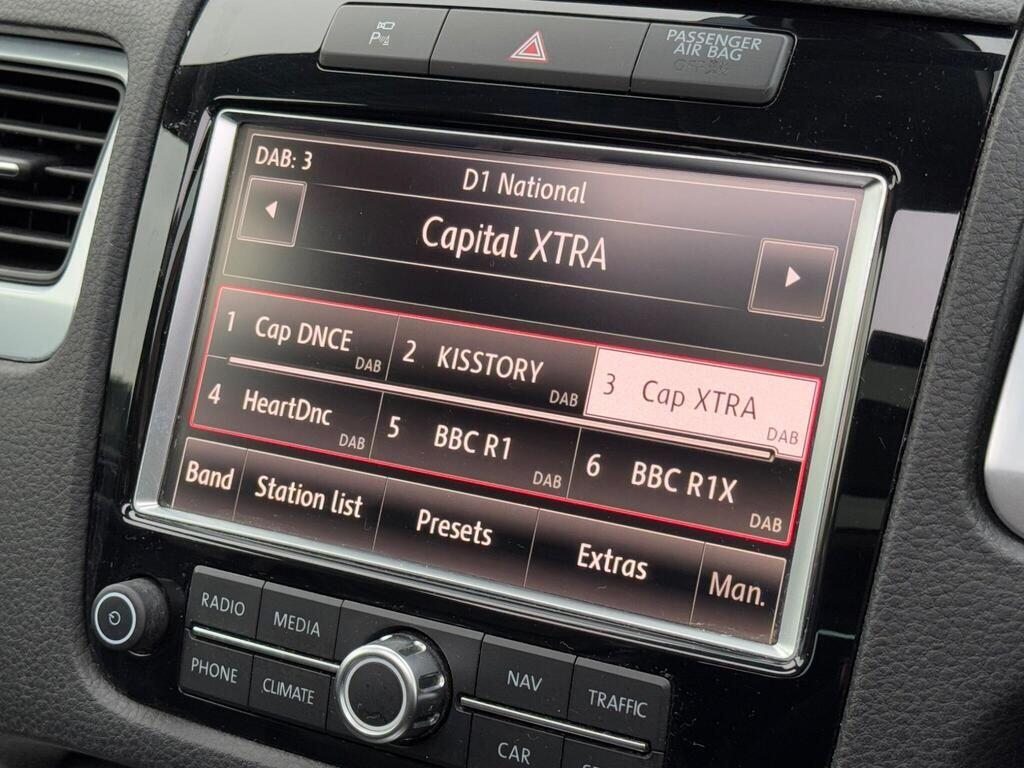 P
PASSENGER
AIR BAG
OFF
DAB: 3
D1 National
Capital XTRA
1 Cap DNCE DAB
2 KISSTORY DAB
3 Cap XTRA DAB
4 HeartDnc DAB
5 BBC R1 DAB
6 BBC R1X DAB
Band Station list Presets Extras Man.
RADIO MEDIA NAV TRAFFIC
PHONE CLIMATE CAR